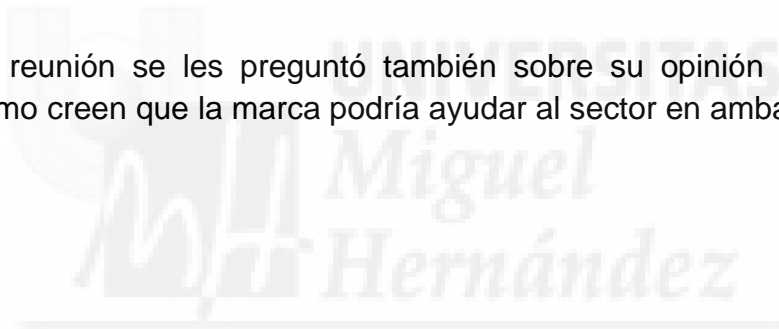 reunión se les preguntó también sobre su opinión
mo creen que la marca podría ayudar al sector en amba
UNIVERSITAS
Miguel
Hernández